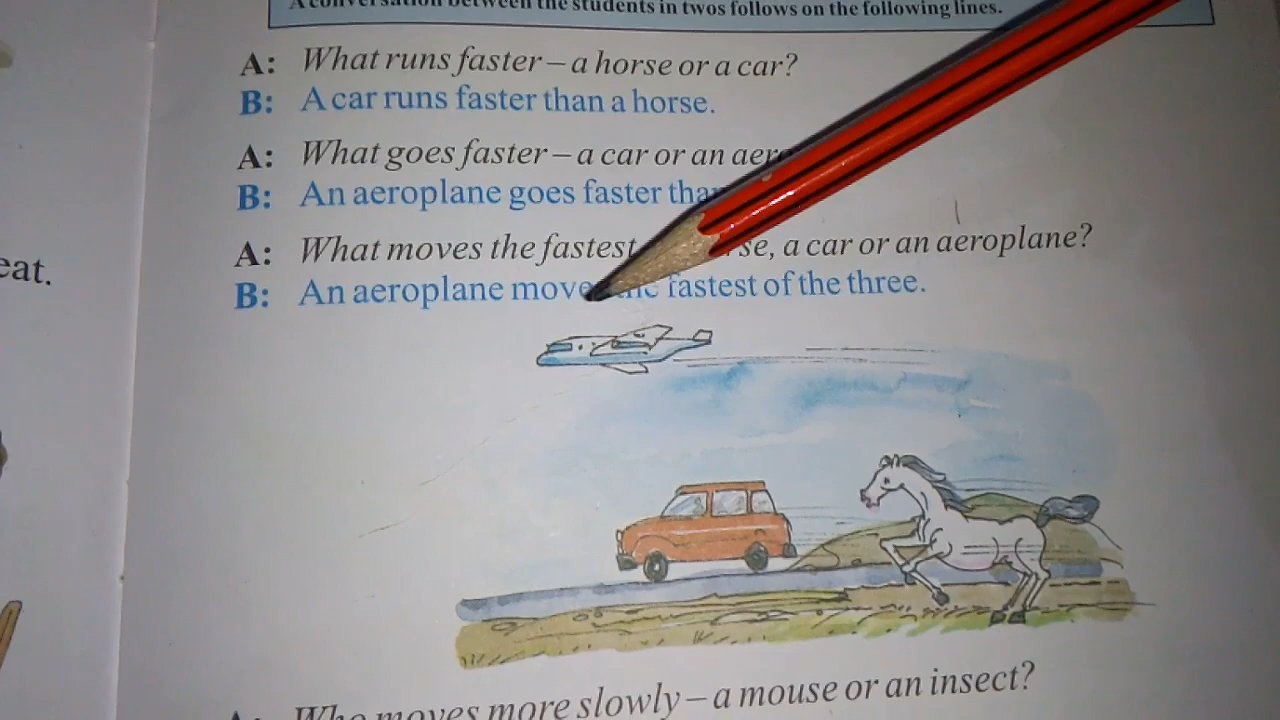 A conversation between the students in twos follows on the following lines.
A: What runs faster – a horse or a car?
B: A car runs faster than a horse.
A: What goes faster – a car or an
B: An aeroplane goes faster
A: What moves the fastest a car or an aeroplane?
B: An aeroplane fastest of the three.
eat.
Who moves more slowly – a mouse or an insect?